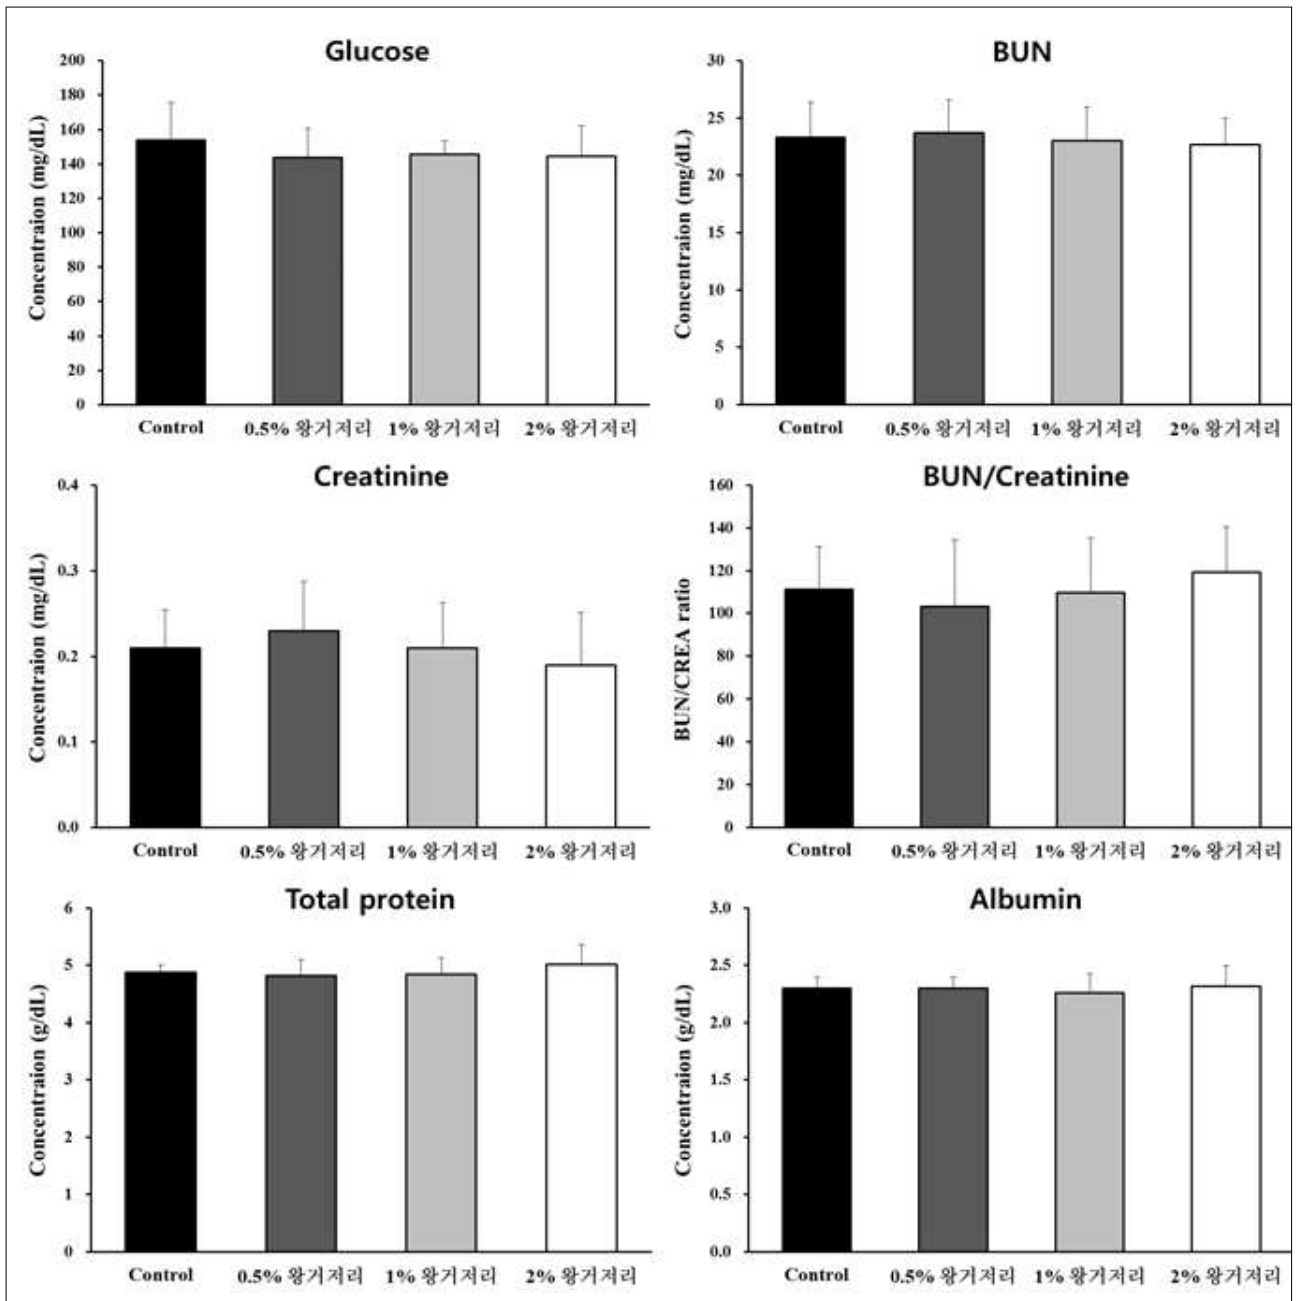 Glucose
Concentraion (mg/dL)
200
180
160
140
120
100
80
60
40
20
0
Control 0.5% 왕거저리 1% 왕거저리 2% 왕거저리
BUN
Concentraion (mg/dL)
30
25
20
15
10
5
0
Control 0.5% 왕거저리 1% 왕거저리 2% 왕거저리
Creatinine
Concentraion (mg/dL)
0.4
0.3
0.2
0.1
0.0
Control 0.5% 왕거저리 1% 왕거저리 2% 왕거저리
BUN/Creatinine
BUN/CREA ratio
160
140
120
100
80
60
40
20
0
Control 0.5% 왕거저리 1% 왕거저리 2% 왕거저리
Total protein
Concentraion (g/dL)
6
5
4
3
2
1
0
Control 0.5% 왕거저리 1% 왕거저리 2% 왕거저리
Albumin
Concentraion (g/dL)
3.0
2.5
2.0
1.5
1.0
0.5
0.0
Control 0.5% 왕거저리 1% 왕거저리 2% 왕거저리